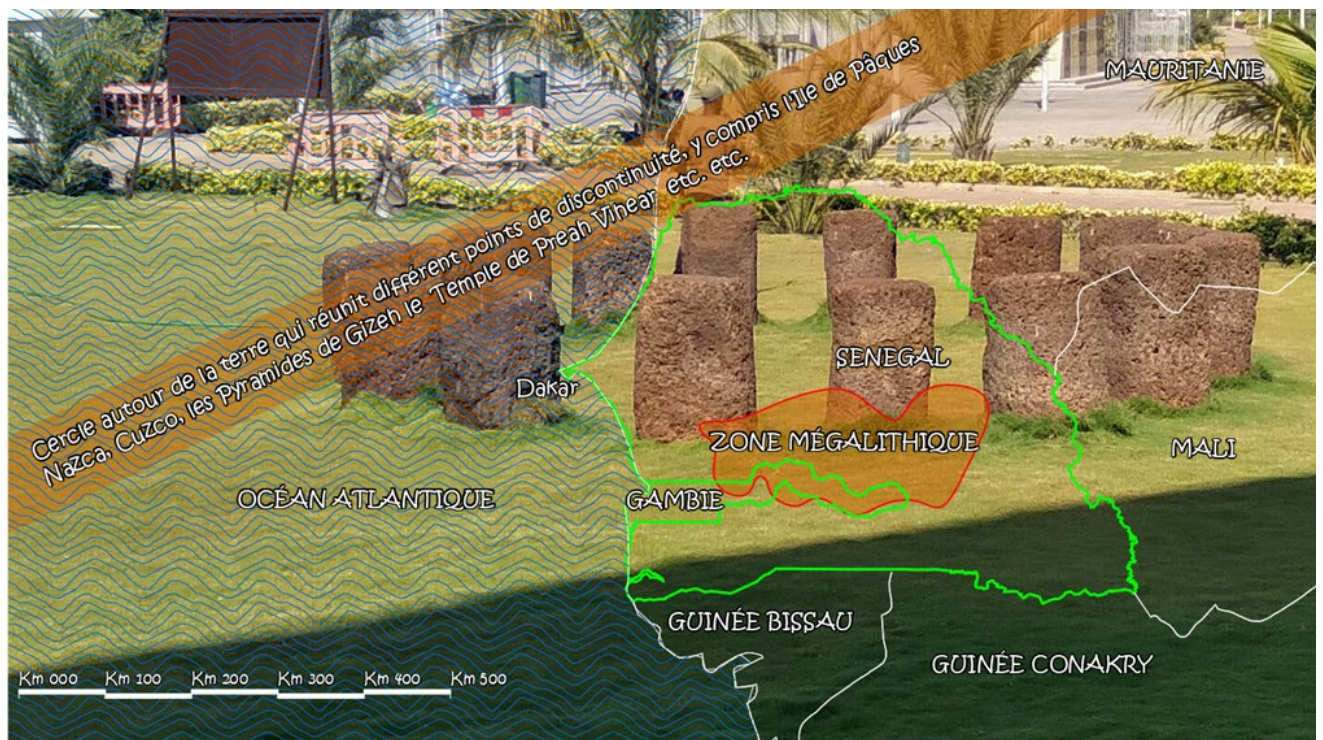 MAURITANIE
Cercle autour de la terre qui réunit différent points de discontinuité, y compris l'Ile de Pâques
Nazca, Cuzco, les Pyramides de Gizeh le Temple de Preah Vihear, etc. etc.
SENEGAL
Dakar
ZONE MÉGALITHIQUE
MALI
OCÉAN ATLANTIQUE
GAMBIE
GUINÉE BISSAU
GUINÉE CONAKRY
Km 000 Km 100 Km 200 Km 300 Km 400 Km 500